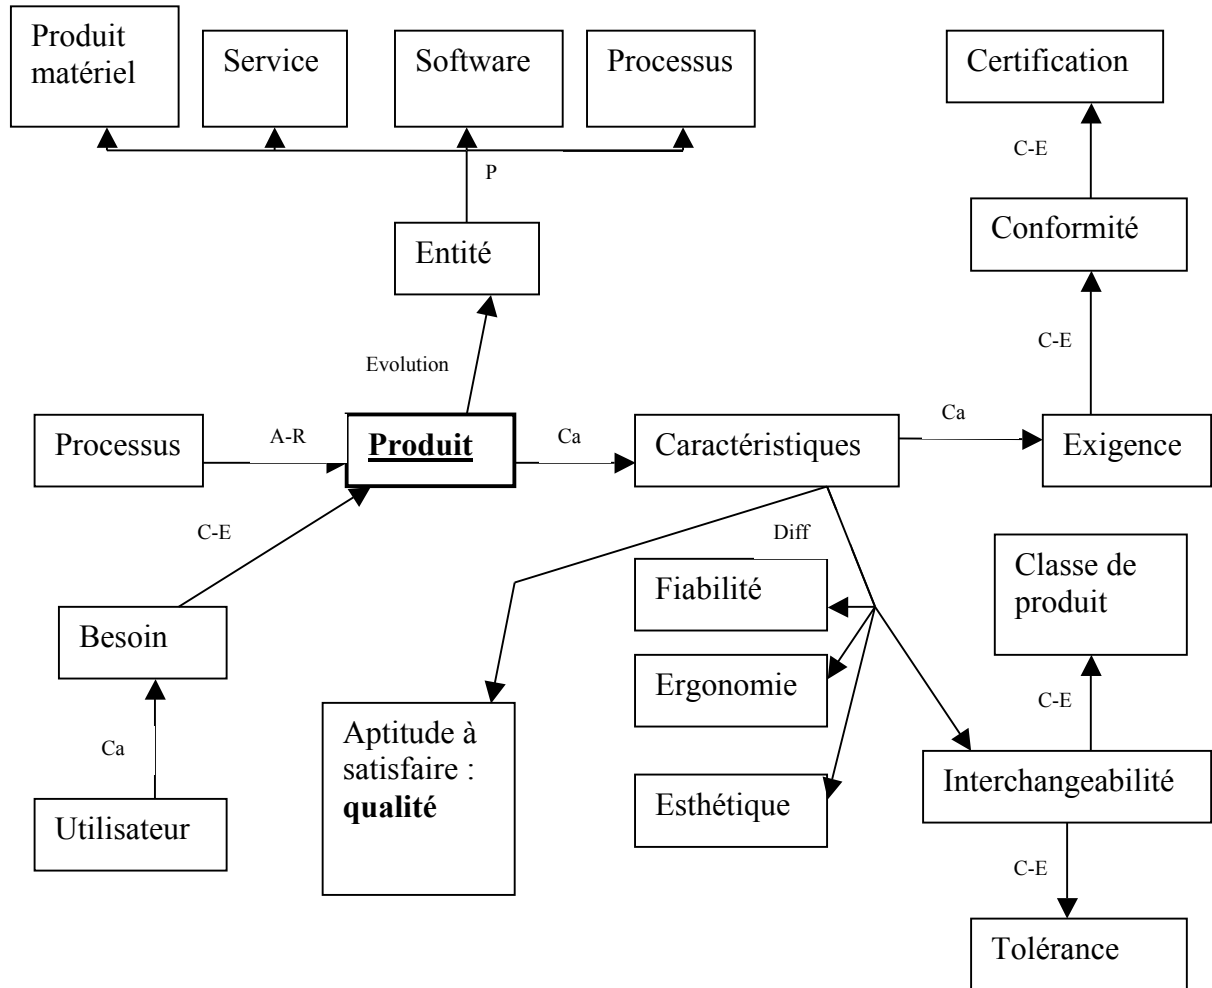 Produit
matériel
Service
Software
Processus
Certification
P
C-E
Entité
Conformité
Evolution
C-E
Processus
A-R
Produit
Ca
Caractéristiques
Ca
Exigence
C-E
Diff
Besoin
Fiabilité
Classe de
produit
Ergonomie
C-E
Ca
Aptitude à
satisfaire :
qualité
Utilisateur
Esthétique
Interchangeabilité
C-E
Tolérance